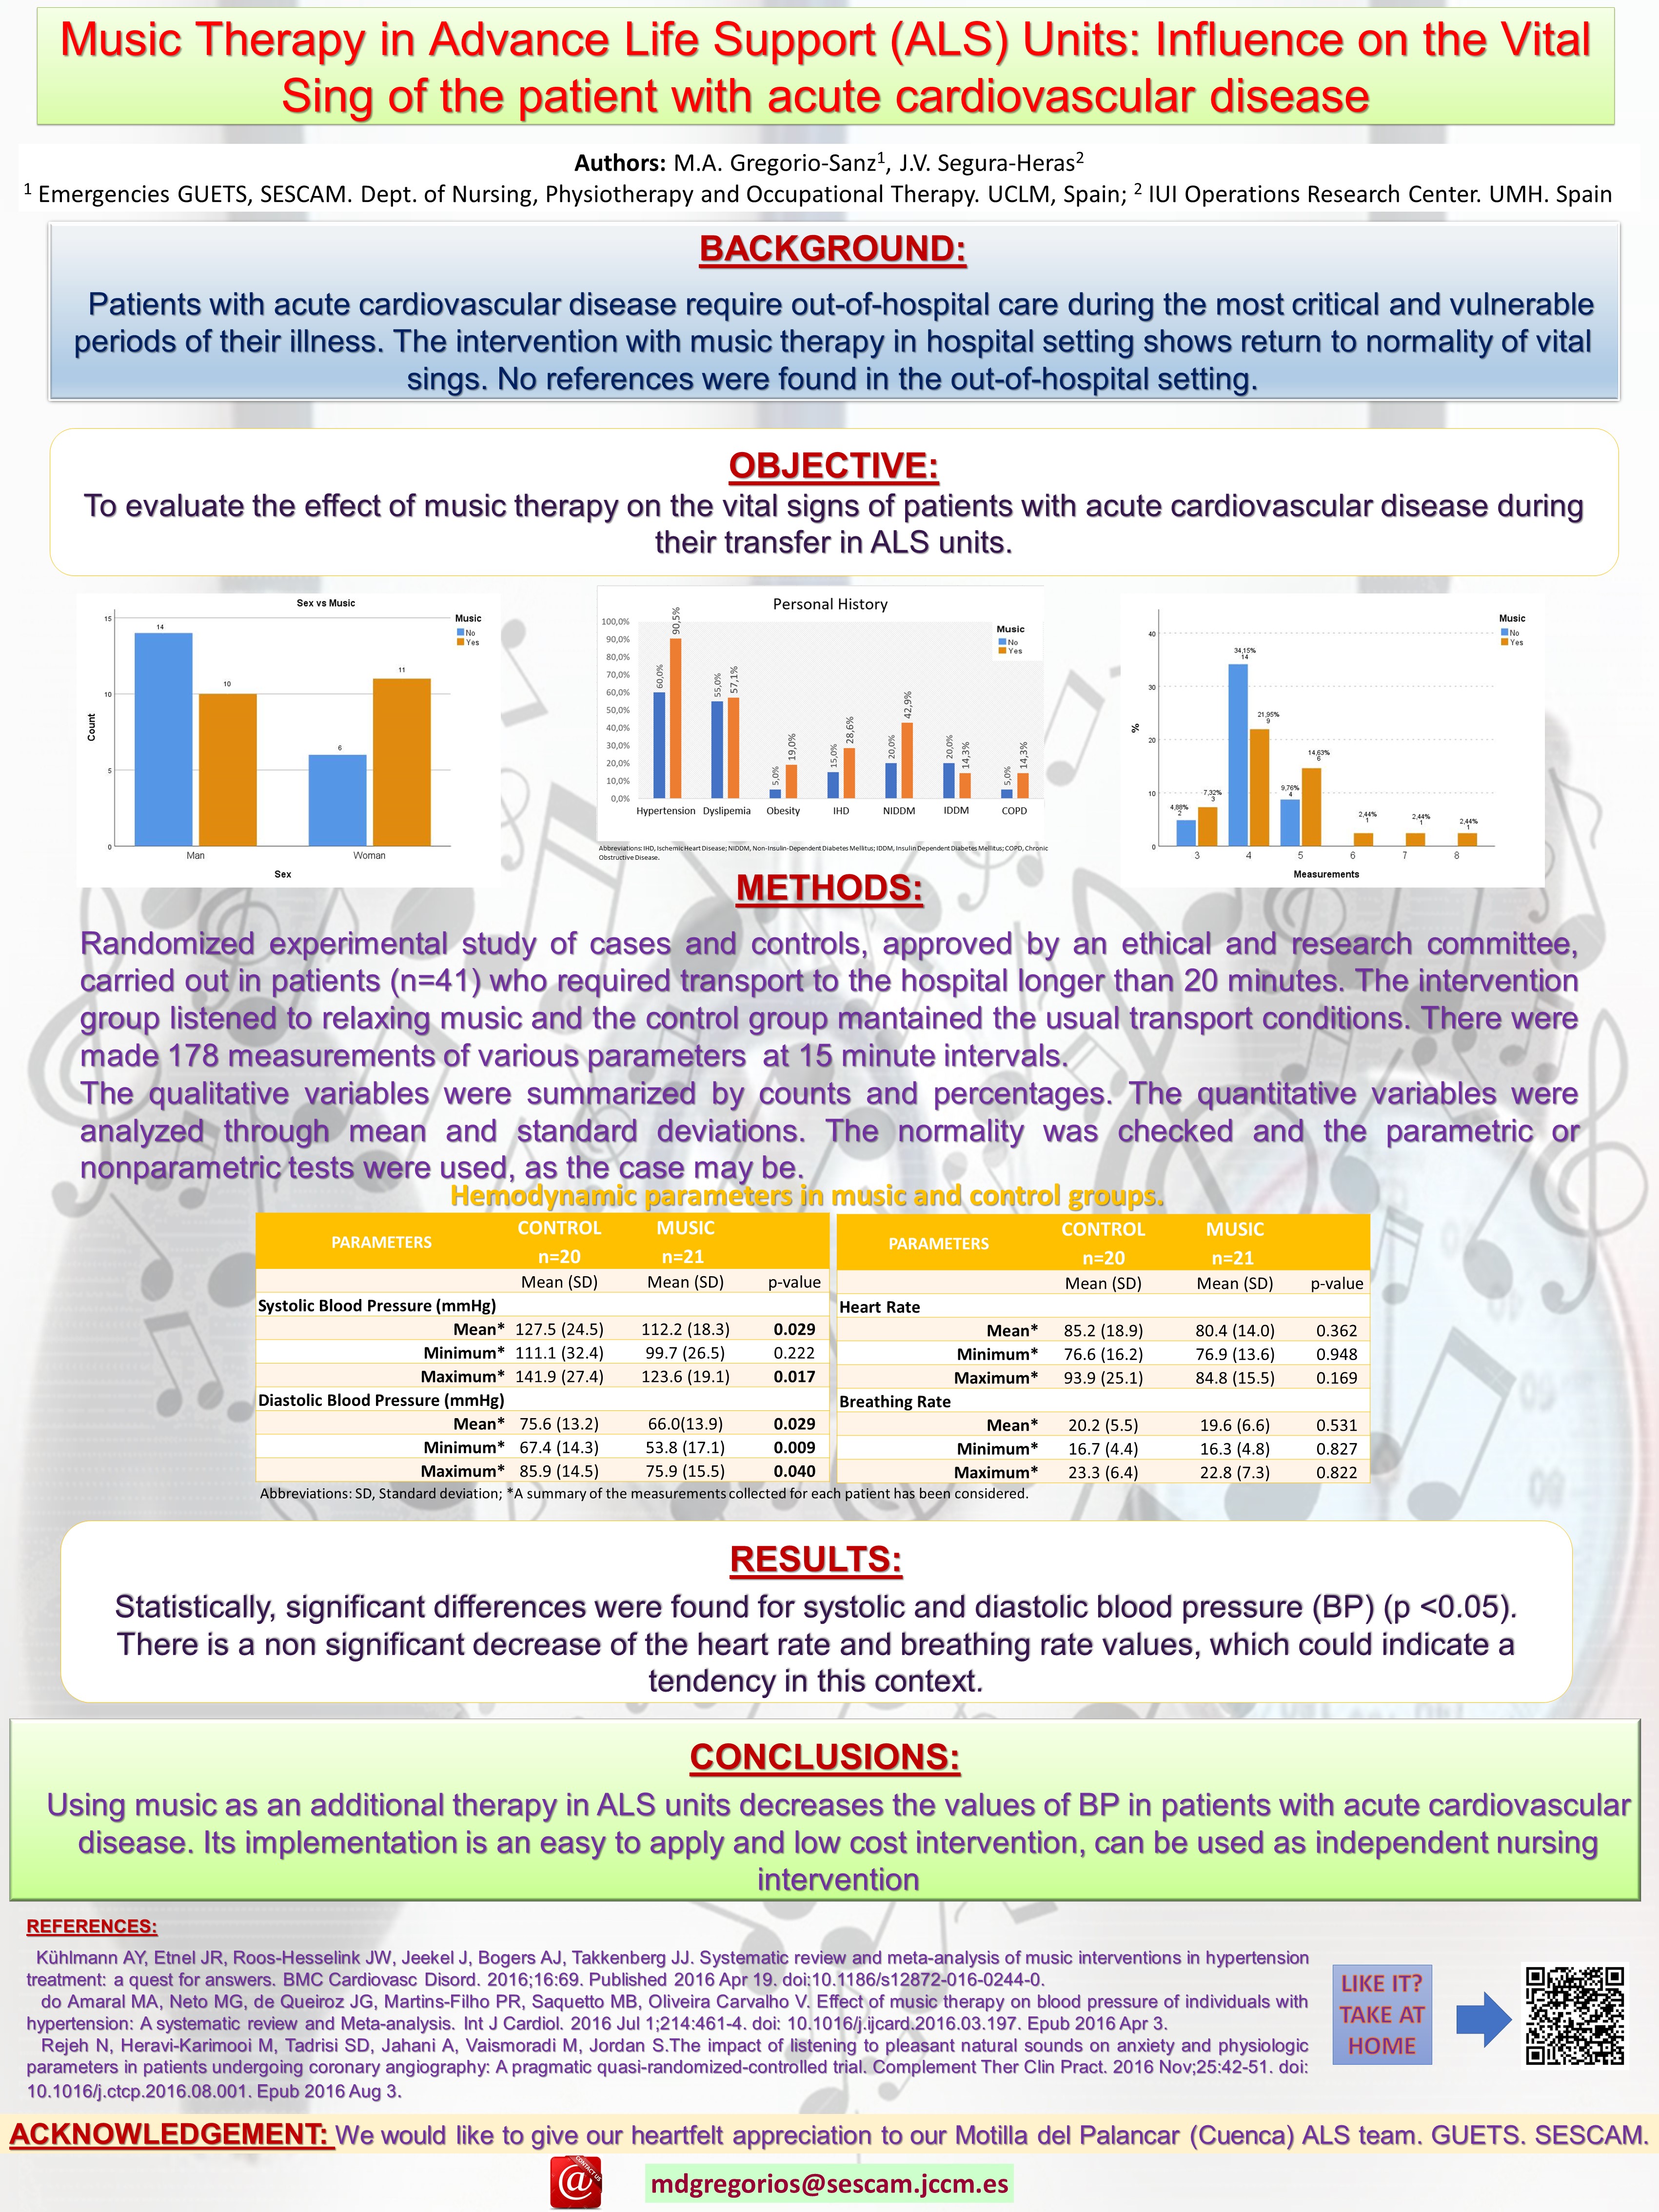 Music Therapy in Advance Life Support (ALS) Units: Influence on the Vital
Sing of the patient with acute cardiovascular disease
Authors: M.A. Gregorio-Sanz1, J.V. Segura-Heras2
1 Emergencies GUETS, SESCAM. Dept. of Nursing, Physiotherapy and Occupational Therapy. UCLM, Spain; 2 IUI Operations Research Center. UMH. Spain
BACKGROUND:
Patients with acute cardiovascular disease require out-of-hospital care during the most critical and vulnerable
periods of their illness. The intervention with music therapy in hospital setting shows return to normality of vital
sings. No references were found in the out-of-hospital setting.
OBJECTIVE:
To evaluate the effect of music therapy on the vital signs of patients with acute cardiovascular disease during
their transfer in ALS units.
Sex vs Music
Music
No
Yes
Count
15
10
5
0
14
10
6
11
Man
Woman
Sex
Personal History
Music
No
Yes
100,0%
90,0%
80,0%
70,0%
60,0%
50,0%
40,0%
30,0%
20,0%
10,0%
0,0%
60,0%
90,5%
55,0%
57,1%
5,0%
19,0%
15,0%
28,6%
20,0%
42,9%
20,0%
14,3%
5,0%
14,3%
Hypertension Dyslipemia Obesity IHD NIDDM IDDM COPD
Abbreviations: IHD, Ischemic Heart Disease; NIDDM, Non-Insulin-Dependent Diabetes Mellitus; IDDM, Insulin Dependent Diabetes Mellitus; COPD, Chronic
Obstructive Disease.
Music
No
Yes
%
40
30
20
10
0
4,88%
2
7,32%
3
34,15%
14
21,95%
9
9,76%
4
14,63%
6
2,44%
1
2,44%
1
2,44%
1
3 4 5 6 7 8
Measurements
METHODS:
Randomized experimental study of cases and controls, approved by an ethical and research committee,
carried out in patients (n=41) who required transport to the hospital longer than 20 minutes. The intervention
group listened to relaxing music and the control group mantained the usual transport conditions. There were
made 178 measurements of various parameters at 15 minute intervals.
The qualitative variables were summarized by counts and percentages. The quantitative variables were
analyzed through mean and standard deviations. The normality was checked and the parametric or
nonparametric tests were used, as the case may be.
Hemodynamic parameters in music and control groups.
PARAMETERS CONTROL n=20 MUSIC n=21
Mean (SD) Mean (SD) p-value
Systolic Blood Pressure (mmHg)
Mean* 127.5 (24.5) 112.2 (18.3) 0.029
Minimum* 111.1 (32.4) 99.7 (26.5) 0.222
Maximum* 141.9 (27.4) 123.6 (19.1) 0.017
Diastolic Blood Pressure (mmHg)
Mean* 75.6 (13.2) 66.0(13.9) 0.029
Minimum* 67.4 (14.3) 53.8 (17.1) 0.009
Maximum* 85.9 (14.5) 75.9 (15.5) 0.040
PARAMETERS CONTROL n=20 MUSIC n=21
Mean (SD) Mean (SD) p-value
Heart Rate
Mean* 85.2 (18.9) 80.4 (14.0) 0.362
Minimum* 76.6 (16.2) 76.9 (13.6) 0.948
Maximum* 93.9 (25.1) 84.8 (15.5) 0.169
Breathing Rate
Mean* 20.2 (5.5) 19.6 (6.6) 0.531
Minimum* 16.7 (4.4) 16.3 (4.8) 0.827
Maximum* 23.3 (6.4) 22.8 (7.3) 0.822
Abbreviations: SD, Standard deviation; *A summary of the measurements collected for each patient has been considered.
RESULTS:
Statistically, significant differences were found for systolic and diastolic blood pressure (BP) (p <0.05).
There is a non significant decrease of the heart rate and breathing rate values, which could indicate a
tendency in this context.
CONCLUSIONS:
Using music as an additional therapy in ALS units decreases the values of BP in patients with acute cardiovascular
disease. Its implementation is an easy to apply and low cost intervention, can be used as independent nursing
intervention
REFERENCES:
Kühlmann AY, Etnel JR, Roos-Hesselink JW, Jeekel J, Bogers AJ, Takkenberg JJ. Systematic review and meta-analysis of music interventions in hypertension
treatment: a quest for answers. BMC Cardiovasc Disord. 2016;16:69. Published 2016 Apr 19. doi:10.1186/s12872-016-0244-0.
do Amaral MA, Neto MG, de Queiroz JG, Martins-Filho PR, Saquetto MB, Oliveira Carvalho V. Effect of music therapy on blood pressure of individuals with
hypertension: A systematic review and Meta-analysis. Int J Cardiol. 2016 Jul 1;214:461-4. doi: 10.1016/j.ijcard.2016.03.197. Epub 2016 Apr 3.
Rejeh N, Heravi-Karimooi M, Tadrisi SD, Jahani A, Vaismoradi M, Jordan S.The impact of listening to pleasant natural sounds on anxiety and physiologic
parameters in patients undergoing coronary angiography: A pragmatic quasi-randomized-controlled trial. Complement Ther Clin Pract. 2016 Nov;25:42-51. doi:
10.1016/j.ctcp.2016.08.001. Epub 2016 Aug 3.
LIKE IT?
TAKE AT
HOME
ACKNOWLEDGEMENT: We would like to give our heartfelt appreciation to our Motilla del Palancar (Cuenca) ALS team. GUETS. SESCAM.
CONTACT US
@
mdgregorios@sescam.jccm.es